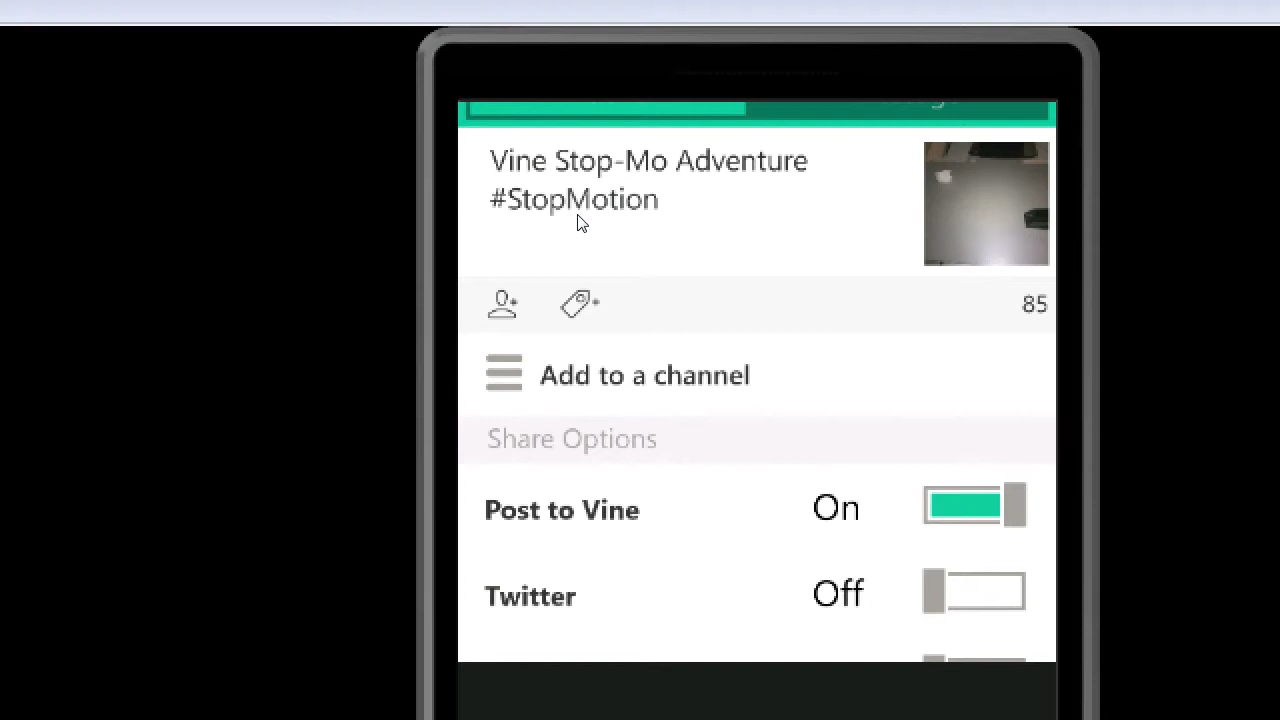 Vine Stop-Mo Adventure
#StopMotion
85
Add to a channel
Share Options
Post to Vine On
Twitter Off